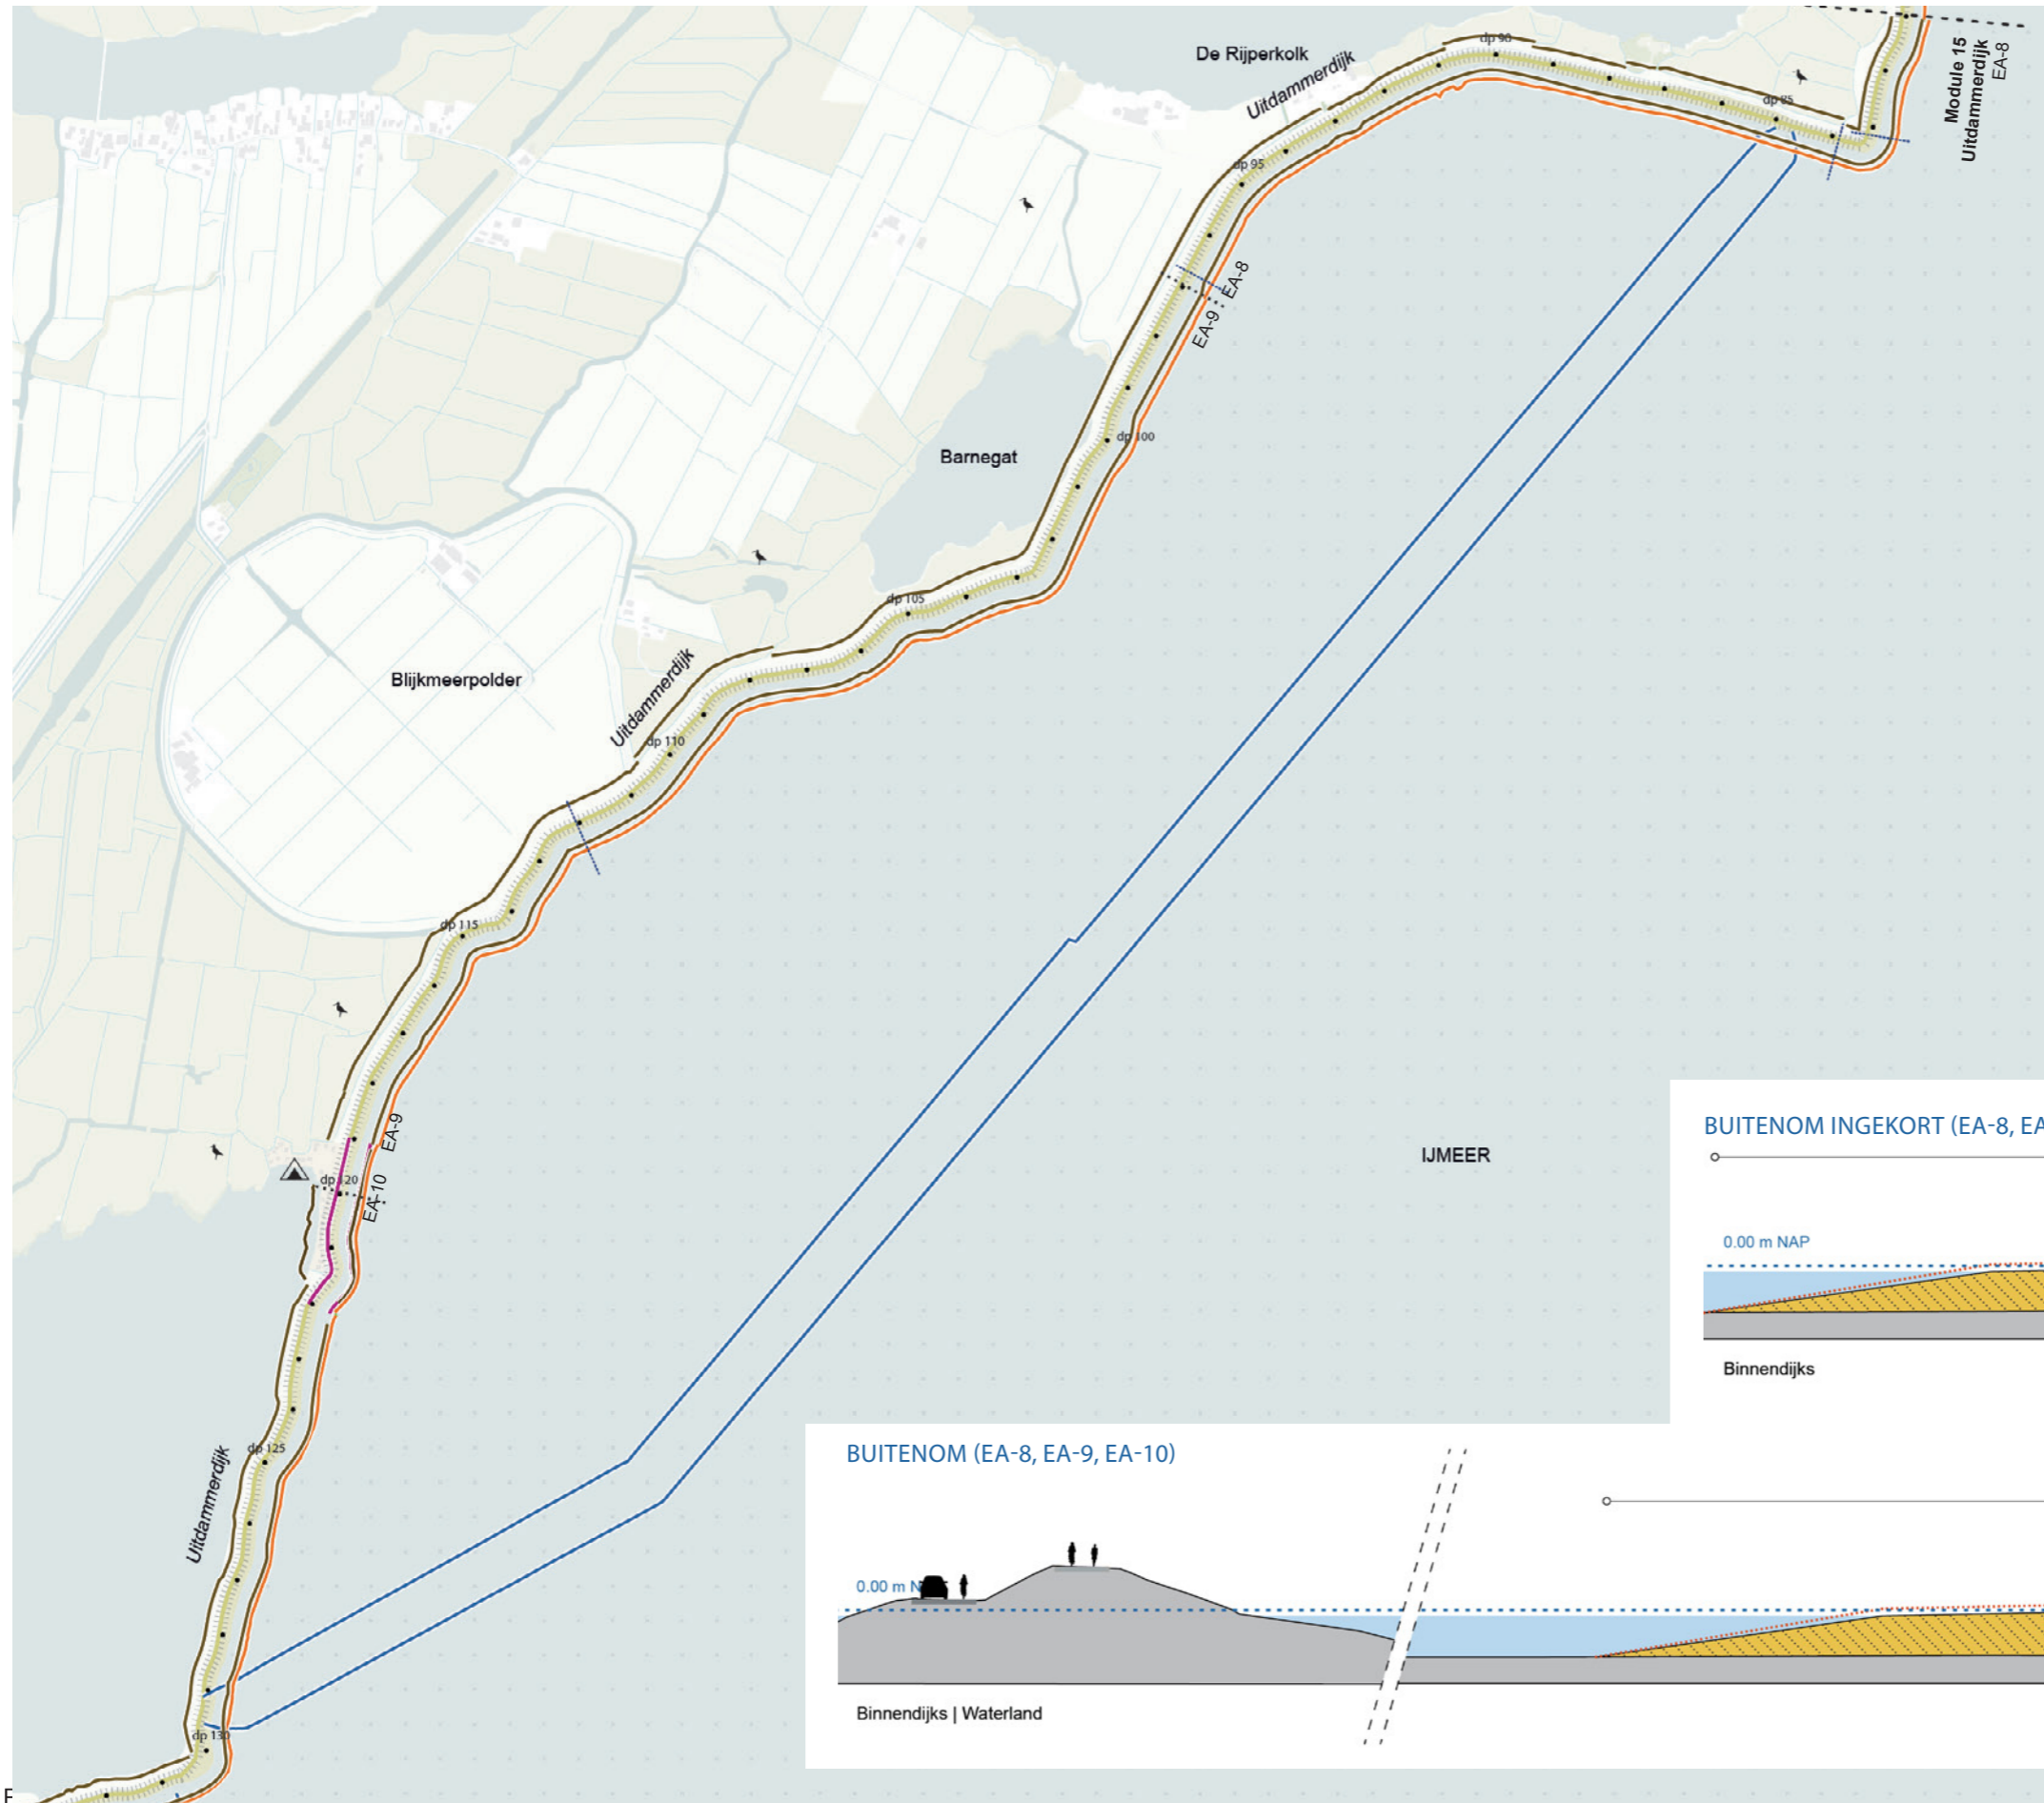 De Rijperkolk
Uitdammerdijk
dp 90
Module 15
Uitdammerdijk
EA-8
dp 85
dp 95
EA-8
EA-9
dp 100
Barnegat
dp 105
Blijkmeerpolder
Uitdammerdijk
dp 110
dp 115
EA-9
dp 120
EA-10
IJMEER
BUITENOM INGEKORT (EA-8, EA
0.00 m NAP
Binnendijks
dp 125
Uitdammerdijk
BUITENOM (EA-8, EA-9, EA-10)
0.00 m N
Binnendijks | Waterland
dp 130
F